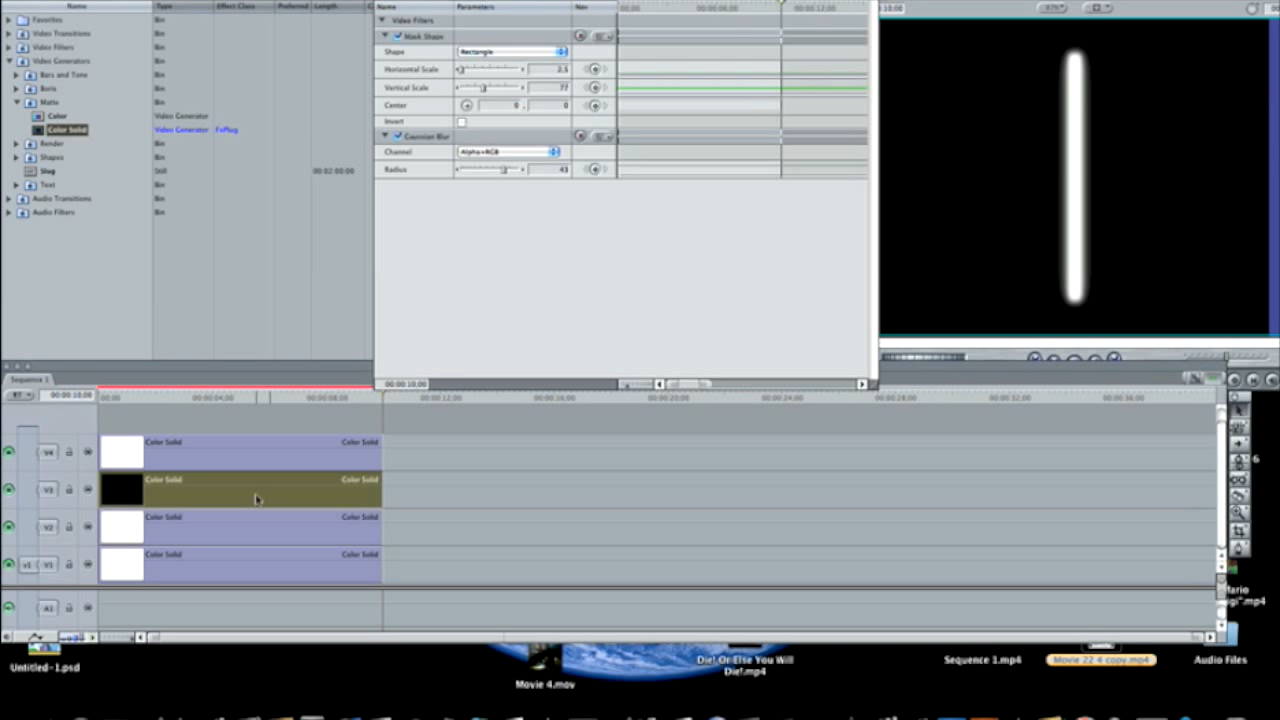 Name Type Effect Class Preferred Length
Favorites Bin
Video Transitions Bin
Video Filters Bin
Video Generators Bin
Bars and Tone Bin
Boris Bin
Matte Bin
Color Video Generator
Color Solid Video Generator FxPlug
Render Bin
Shapes Bin
Slug Still 00:02:00:00
Text Bin
Audio Transitions Bin
Audio Filters Bin
Name Parameters Nav 00:00 00:00:06;00 00:00:12;00
Video Filters
Mask Shape
Shape Rectangle
Horizontal Scale 2.5
Vertical Scale 77
Center 0 , 0
Invert
Gaussian Blur
Channel Alpha+RGB
Radius 43
00:00:10;00
Sequence 1
RT 00:00:10;00 00:00 00:00:04;00 00:00:08;00 00:00:12;00 00:00:16;00 00:00:20;00 00:00:24;00 00:00:28;00 00:00:32;00 00:00:36;00
V4 Color Solid Color Solid
V3 Color Solid Color Solid
V2 Color Solid Color Solid
v1 V1 Color Solid Color Solid
A1
6
Mario
Untitled-1.psd
Movie 4.mov
Die! Or Else You Will
Die!.mp4
Sequence 1.mp4
Movie 22 4 copy.mp4
Audio Files